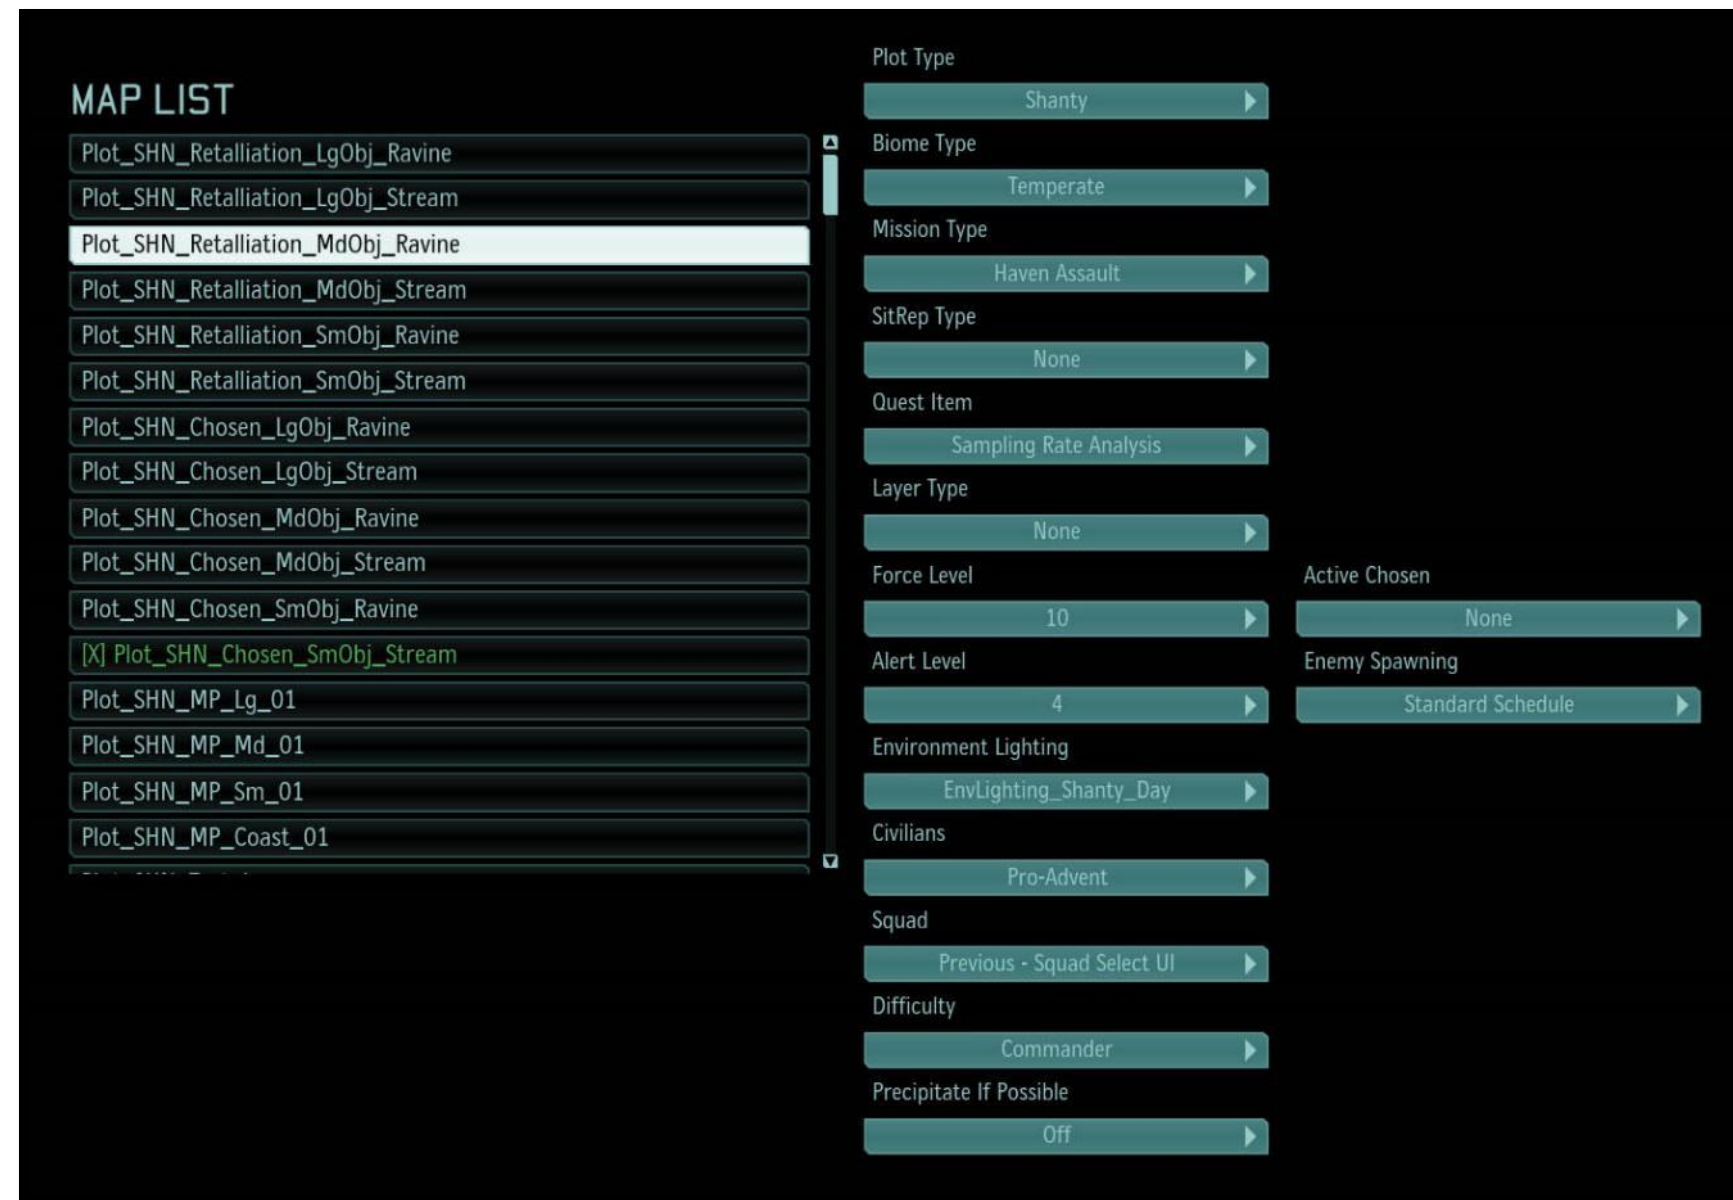 MAP LIST
Plot_SHN_Retalliation_LgObj_Ravine
Plot_SHN_Retalliation_LgObj_Stream
Plot_SHN_Retalliation_MdObj_Ravine
Plot_SHN_Retalliation_MdObj_Stream
Plot_SHN_Retalliation_SmObj_Ravine
Plot_SHN_Retalliation_SmObj_Stream
Plot_SHN_Chosen_LgObj_Ravine
Plot_SHN_Chosen_LgObj_Stream
Plot_SHN_Chosen_MdObj_Ravine
Plot_SHN_Chosen_MdObj_Stream
Plot_SHN_Chosen_SmObj_Ravine
[X] Plot_SHN_Chosen_SmObj_Stream
Plot_SHN_MP_Lg_01
Plot_SHN_MP_Md_01
Plot_SHN_MP_Sm_01
Plot_SHN_MP_Coast_01
Plot Type
Shanty
Biome Type
Temperate
Mission Type
Haven Assault
SitRep Type
None
Quest Item
Sampling Rate Analysis
Layer Type
None
Force Level
10
Alert Level
4
Environment Lighting
EnvLighting_Shanty_Day
Civilians
Pro-Advent
Squad
Previous - Squad Select UI
Difficulty
Commander
Precipitate If Possible
Off
Active Chosen
None
Enemy Spawning
Standard Schedule